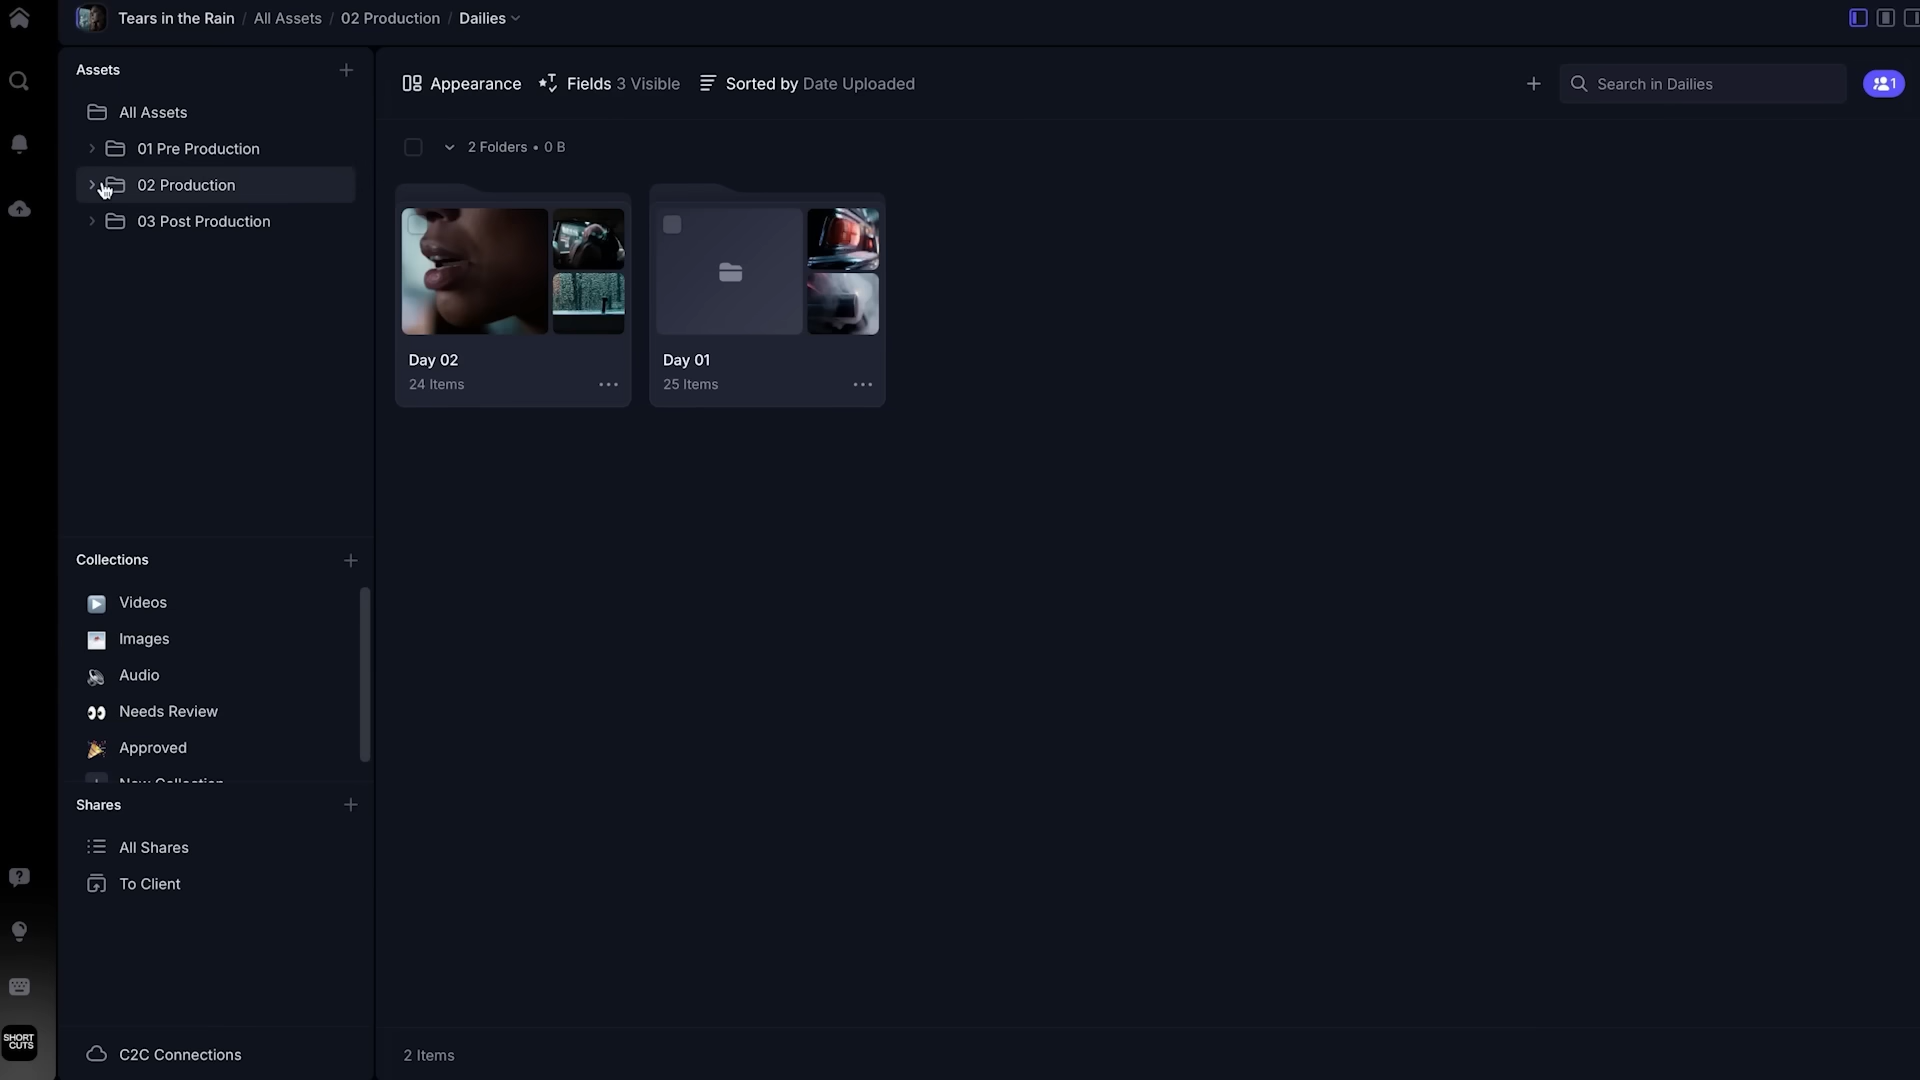 Tears in the Rain / All Assets / 02 Production / Dailies
Assets
All Assets
01 Pre Production
02 Production
03 Post Production
Collections
Videos
Images
Audio
Needs Review
Approved
New Collection
Shares
All Shares
To Client
C2C Connections
SHORT
CUTS
Appearance
Fields 3 Visible
Sorted by Date Uploaded
Search in Dailies
1
2 Folders • 0 B
Day 02
24 Items
Day 01
25 Items
2 Items